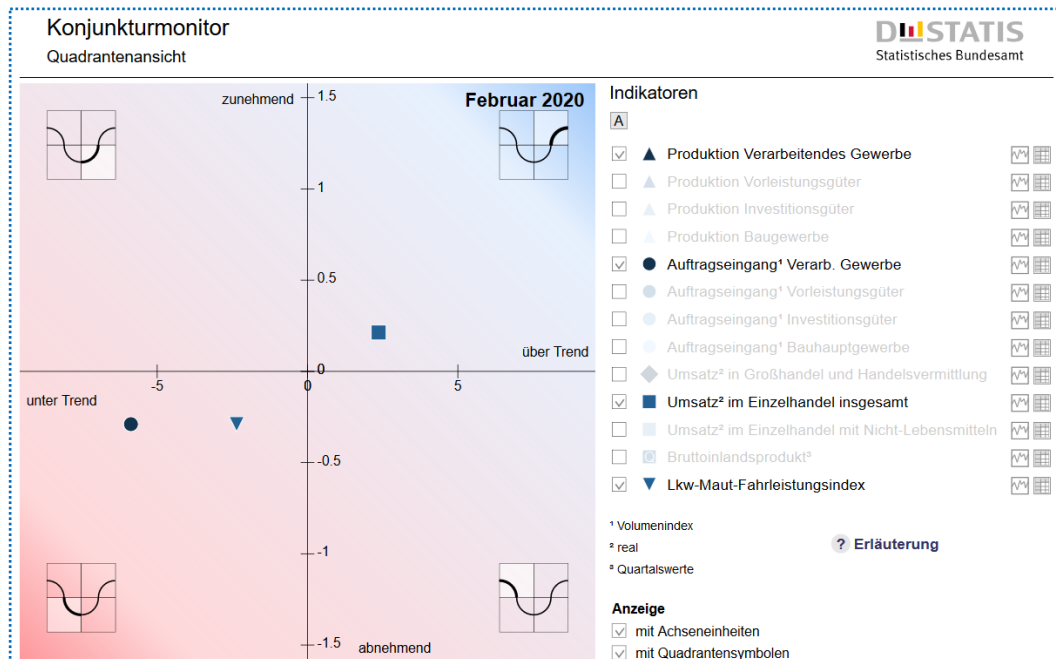 Konjunkturmonitor
Quadrantenansicht
DSTATIS
Statistisches Bundesamt
zunehmend
1.5
Februar 2020
1
0.5
über Trend
-5
0
0
5
unter Trend
-0.5
-1
-1.5
abnehmend
Indikatoren
A
Produktion Verarbeitendes Gewerbe
Produktion Vorleistungsgüter
Produktion Investitionsgüter
Produktion Baugewerbe
Auftragseingang¹ Verarb. Gewerbe
Auftragseingang¹ Vorleistungsgüter
Auftragseingang¹ Investitionsgüter
Auftragseingang¹ Bauhauptgewerbe
Umsatz² in Großhandel und Handelsvermittlung
Umsatz² im Einzelhandel insgesamt
Umsatz² im Einzelhandel mit Nicht-Lebensmitteln
Bruttoinlandsprodukt³
Lkw-Maut-Fahrleistungsindex
¹ Volumenindex
² real
³ Quartalswerte
? Erläuterung
Anzeige
mit Achseneinheiten
mit Quadrantensymbolen